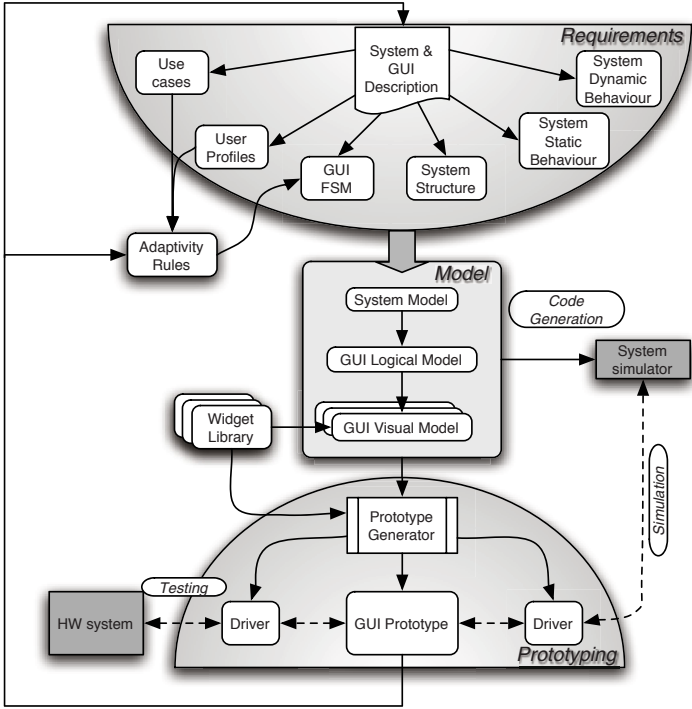 Requirements
System &
GUI
Description
Use
cases
System
Dynamic
Behaviour
User
Profiles
System
Static
Behaviour
GUI
FSM
System
Structure
Adaptivity
Rules
Model
System Model
Code
Generation
GUI Logical Model
System
simulator
Widget
Library
GUI Visual Model
Simulation
Prototype
Generator
Testing
HW system
Driver
GUI Prototype
Driver
Prototyping